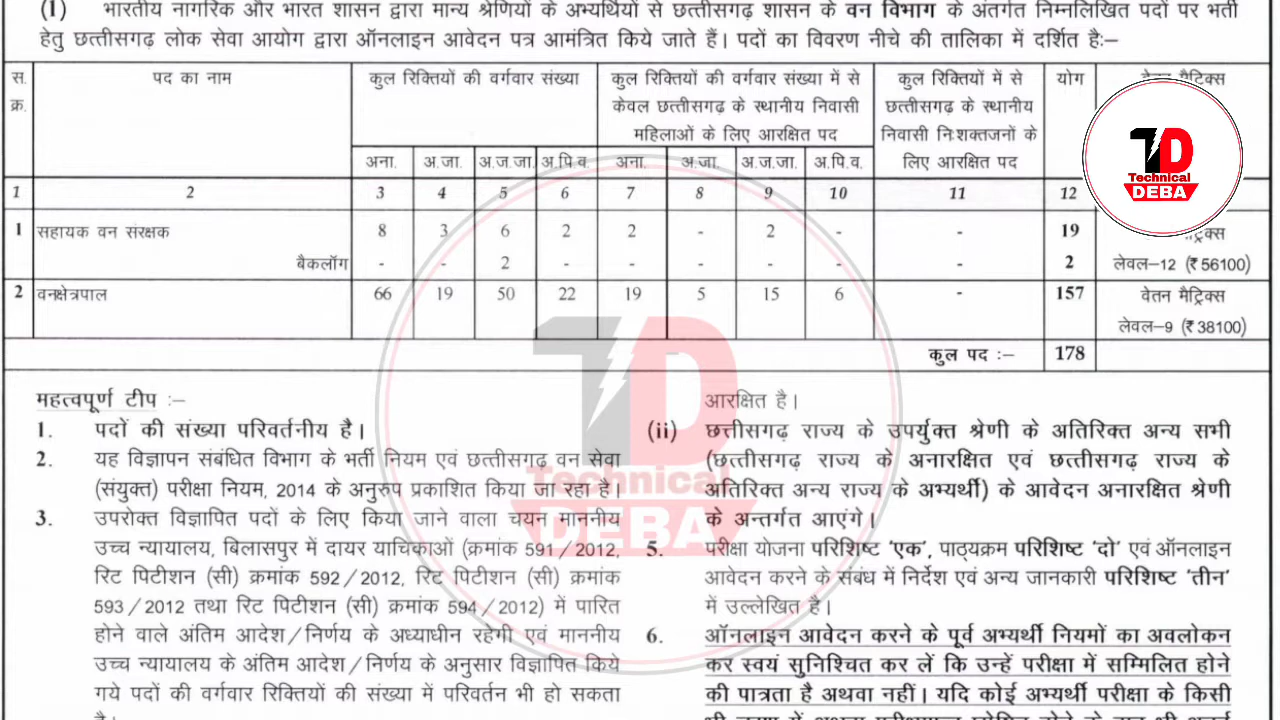 (1) भारतीय नागरिक और भारत शासन द्वारा मान्य श्रेणियों के अभ्यर्थियों से छत्तीसगढ़ शासन के वन विभाग के अंतर्गत निम्नलिखित पदों पर भर्ती
हेतु छत्तीसगढ़ लोक सेवा आयोग द्वारा ऑनलाइन आवेदन पत्र आमंत्रित किये जाते हैं। पदों का विवरण नीचे की तालिका में दर्शित है:–
स. क्र. पद का नाम कुल रिक्तियों की वर्गवार संख्या कुल रिक्तियों की वर्गवार संख्या में से केवल छत्तीसगढ़ के स्थानीय निवासी महिलाओं के लिए आरक्षित पद कुल रिक्तियों में से छत्तीसगढ़ के स्थानीय निवासी निःशक्तजनों के लिए आरक्षित पद योग वेतन मैट्रिक्स
अना. अ.जा. अ.ज.जा. अ.पि.व. अना. अ.जा. अ.ज.जा. अ.पि.व.
1 2 3 4 5 6 7 8 9 10 11 12
1 सहायक वन संरक्षक 8 3 6 2 2 - 2 - - 19
बैकलॉग - - 2 - - - - - - 2 लेवल–12 (₹ 56100)
2 वनक्षेत्रपाल 66 19 50 22 19 5 15 6 - 157 वेतन मैट्रिक्स
लेवल–9 (₹ 38100)
कुल पद :– 178
Technical
DEBA
महत्वपूर्ण टीप :–
1. पदों की संख्या परिवर्तनीय है।
2. यह विज्ञापन संबंधित विभाग के भर्ती नियम एवं छत्तीसगढ़ वन सेवा
(संयुक्त) परीक्षा नियम, 2014 के अनुरुप प्रकाशित किया जा रहा है।
3. उपरोक्त विज्ञापित पदों के लिए किया जाने वाला चयन माननीय
उच्च न्यायालय, बिलासपुर में दायर याचिकाओं (क्रमांक 591/2012,
रिट पिटीशन (सी) क्रमांक 592/2012, रिट पिटीशन (सी) क्रमांक
593/2012 तथा रिट पिटीशन (सी) क्रमांक 594/2012) में पारित
होने वाले अंतिम आदेश/निर्णय के अध्याधीन रहेगी एवं माननीय
उच्च न्यायालय के अंतिम आदेश/निर्णय के अनुसार विज्ञापित किये
गये पदों की वर्गवार रिक्तियों की संख्या में परिवर्तन भी हो सकता
है।
आरक्षित है।
(ii) छत्तीसगढ़ राज्य के उपर्युक्त श्रेणी के अतिरिक्त अन्य सभी
(छत्तीसगढ़ राज्य के अनारक्षित एवं छत्तीसगढ़ राज्य के
अतिरिक्त अन्य राज्य के अभ्यर्थी) के आवेदन अनारक्षित श्रेणी
के अन्तर्गत आएंगे।
5. परीक्षा योजना परिशिष्ट ‘एक’, पाठ्यक्रम परिशिष्ट ‘दो’ एवं ऑनलाइन
आवेदन करने के संबंध में निर्देश एवं अन्य जानकारी परिशिष्ट ‘तीन’
में उल्लेखित है।
6. ऑनलाइन आवेदन करने के पूर्व अभ्यर्थी नियमों का अवलोकन
कर स्वयं सुनिश्चित कर लें कि उन्हें परीक्षा में सम्मिलित होने
की पात्रता है अथवा नहीं। यदि कोई अभ्यर्थी परीक्षा के किसी
Technical
DEBA